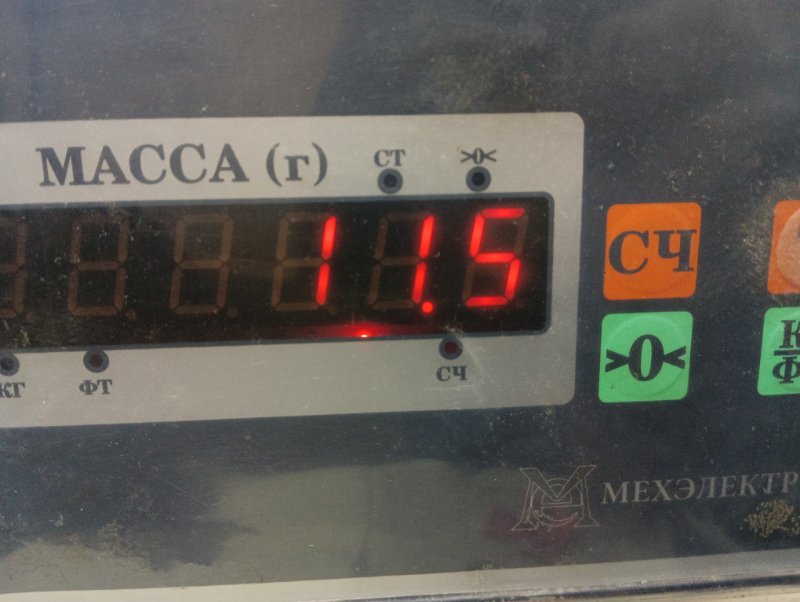 МАССА (г)
СТ
>0<
11.5
СЧ
>0<
КГ
ФТ
СЧ
МЕХЭЛЕКТР